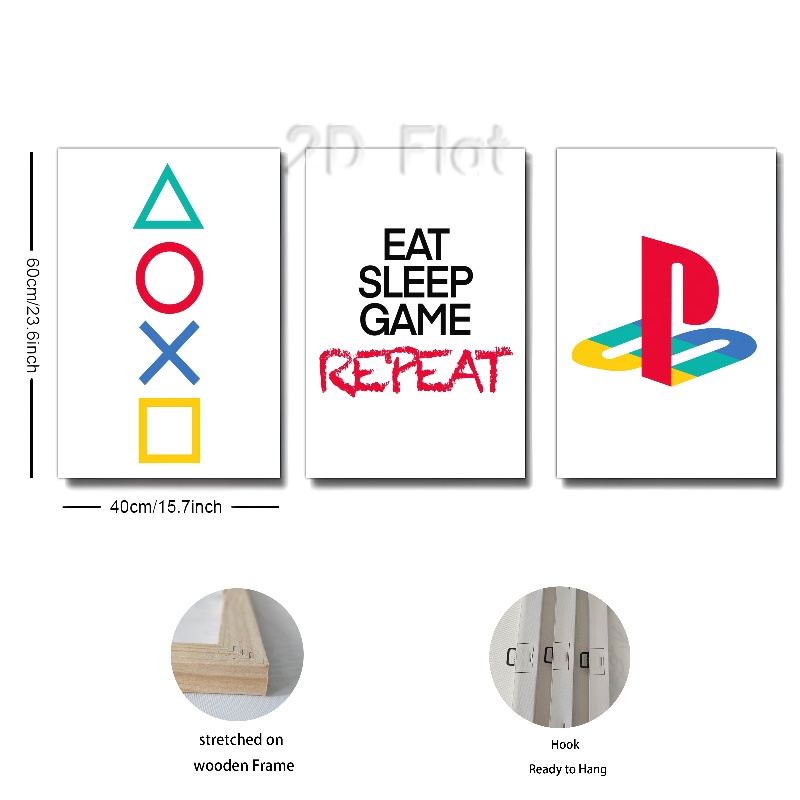 2D Flat
EAT
SLEEP
GAME
REPEAT
60cm/23.6inch
40cm/15.7inch
stretched on
wooden Frame
Hook
Ready to Hang